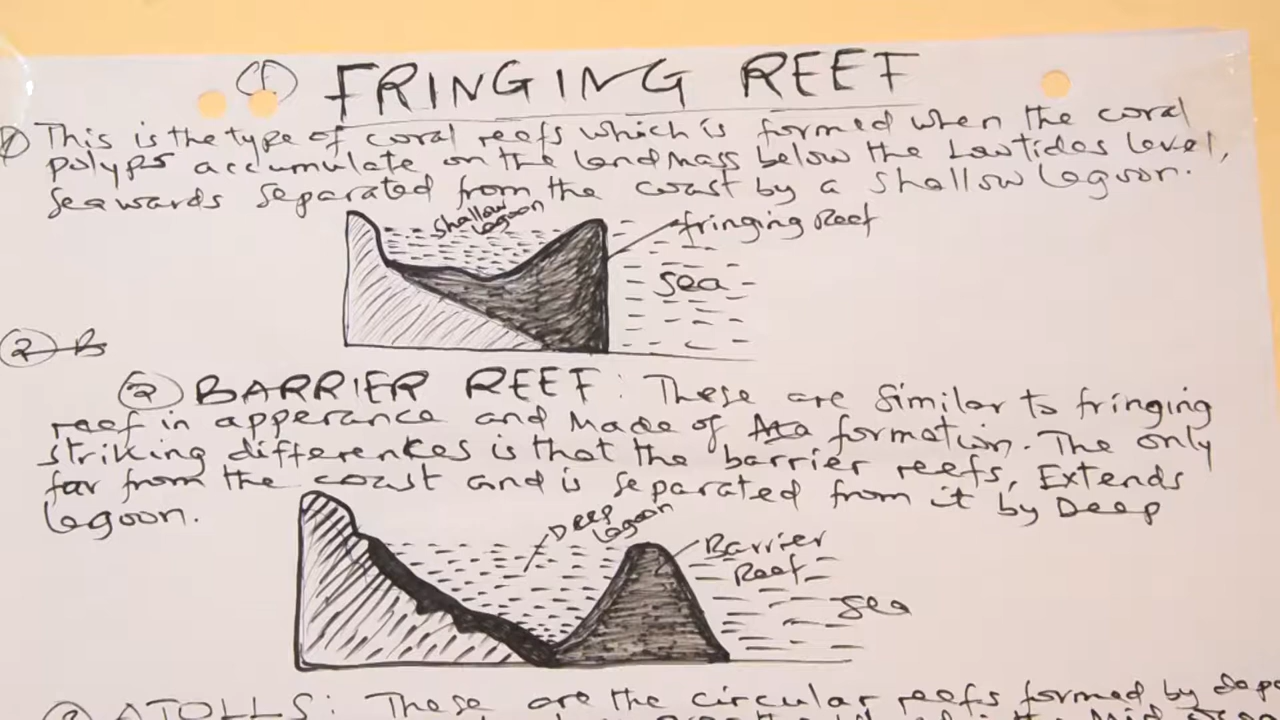 (1) FRINGING REEF
This is the type of coral reefs which is formed when the coral
polyps accumulate on the landmass below the Lowtides level,
seawards separated from the coast by a shallow lagoon.
Shallow
lagoon
fringing Reef
sea
2 B
2 BARRIER REEF: These are similar to fringing
reef in apperance and Made of formation. The only
striking differences is that the barrier reefs, Extends
far from the coast and is separated from it by Deep
lagoon.
Deep
lagoon
Barrier
Reef
sea
ATOLLS: These are the circular reefs formed by